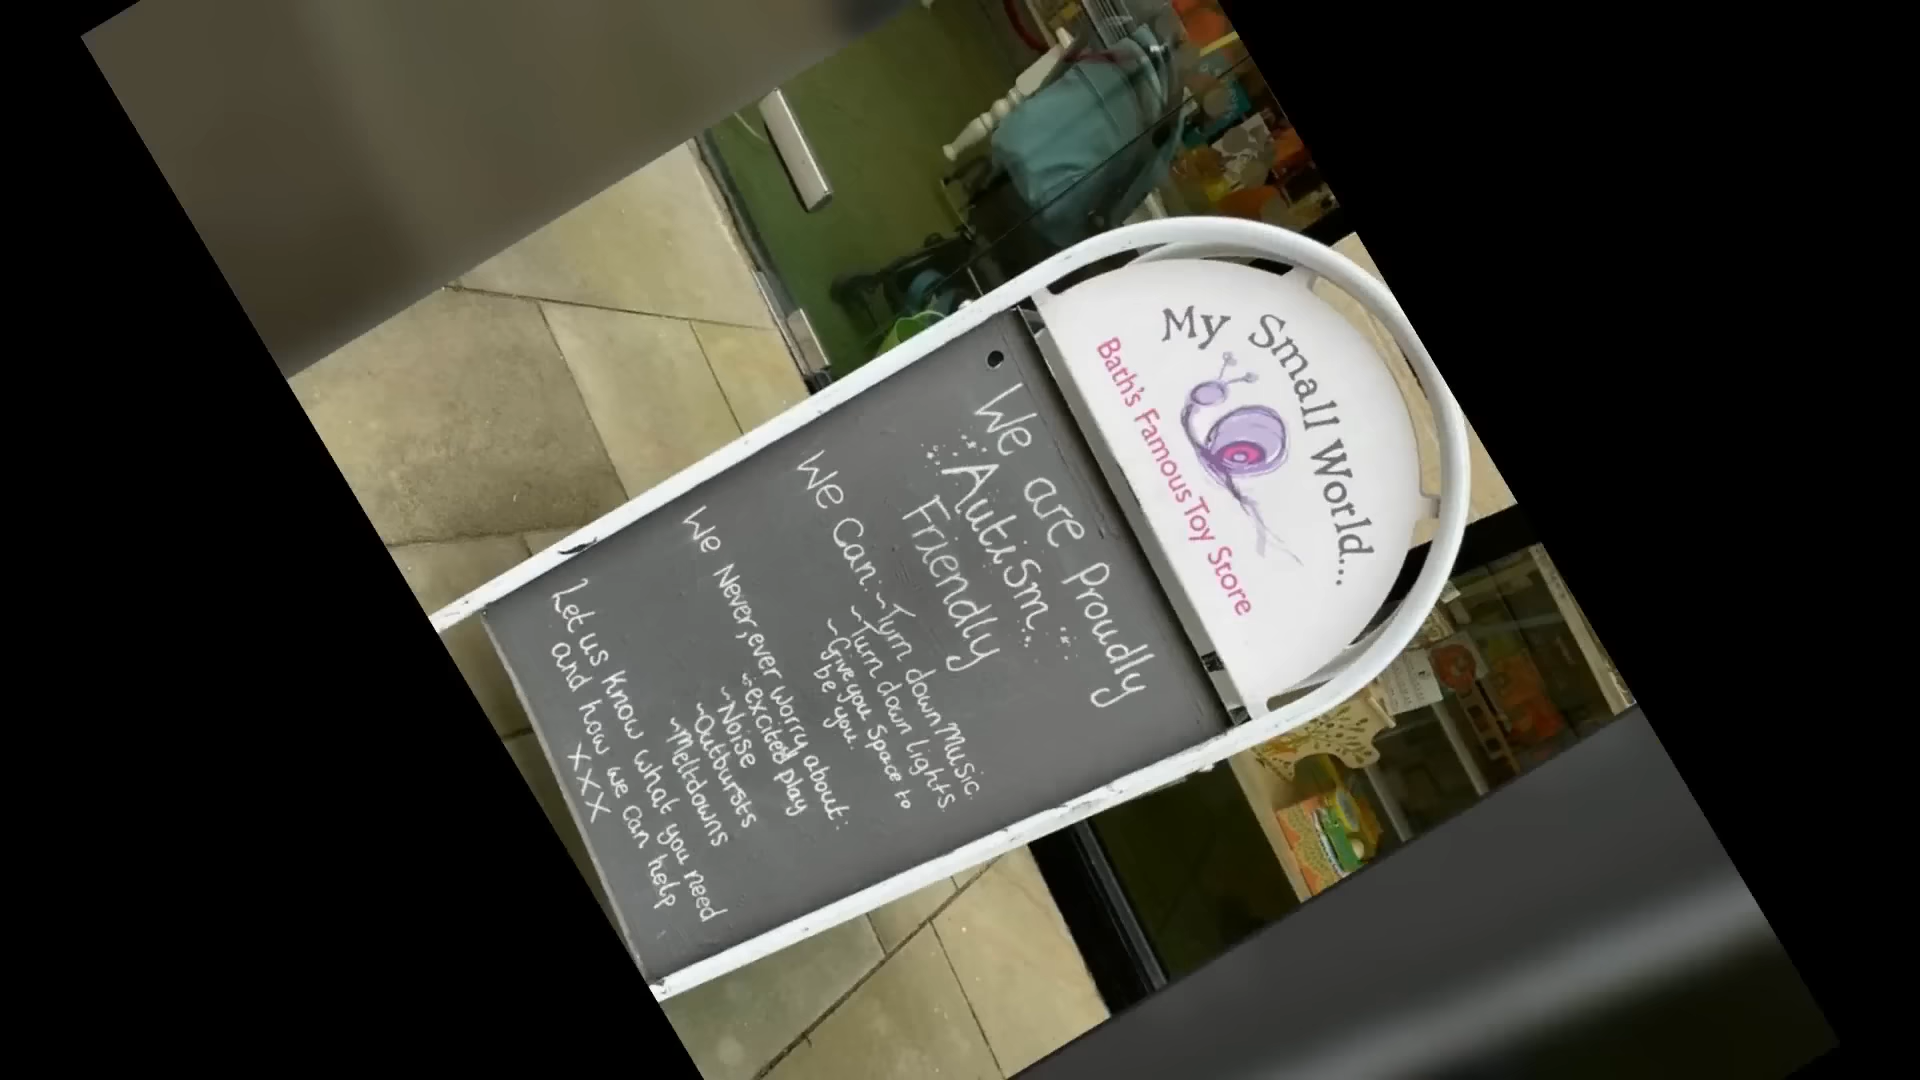 My Small World...
Bath's Famous Toy Store
We are Proudly
Autism
Friendly
We Can: ~Turn down music.
~Turn down lights.
~Give you space to
be you.
We Never, ever worry about:
~excited play
~Noise
~Outbursts
~Meltdowns
Let us know what you need
and how we can help
xxx